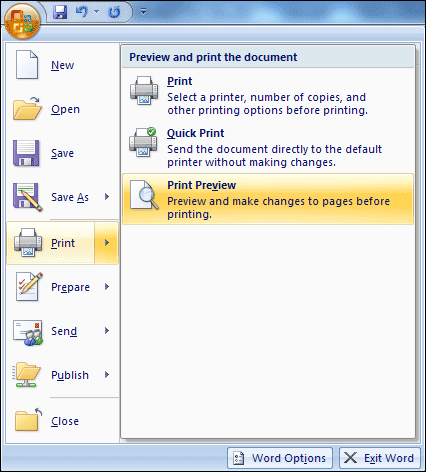 New
Open
Save
Save As
Print
Prepare
Send
Publish
Close
Preview and print the document
Print
Select a printer, number of copies, and
other printing options before printing.
Quick Print
Send the document directly to the default
printer without making changes.
Print Preview
Preview and make changes to pages before
printing.
Word Options
Exit Word